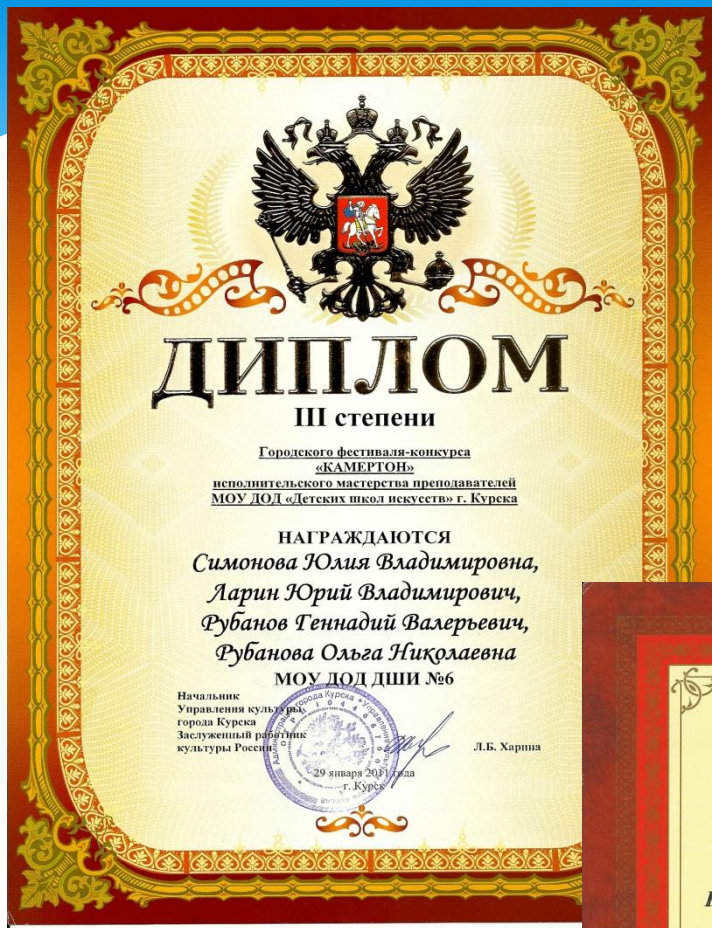 ДИПЛОМ
III степени
Городского фестиваля-конкурса
«КАМЕРТОН»
исполнительского мастерства преподавателей
МОУ ДОД «Детских школ искусств» г. Курска
НАГРАЖДАЮТСЯ
Симонова Юлия Владимировна,
Ларин Юрий Владимирович,
Рубанов Геннадий Валерьевич,
Рубанова Ольга Николаевна
МОУ ДОД ДШИ №6
Начальник
Управления культуры
города Курска
Заслуженный работник
культуры России
Л.Б. Харина
29 января 2011 года
г. Курск